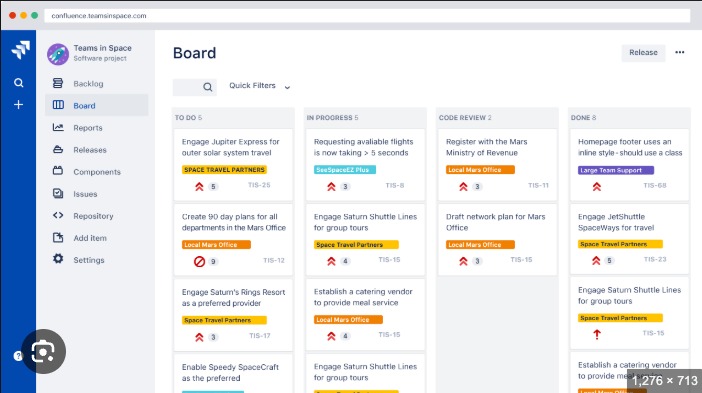 confluence.teamsinspace.com
Teams in Space
Software project
Backlog
Board
Reports
Releases
Components
Issues
Repository
Add item
Settings
Board
Release
Quick Filters
TO DO 5
Engage Jupiter Express for
outer solar system travel
SPACE TRAVEL PARTNERS
5
TIS-25
Create 90 day plans for all
departments in the Mars Office
Local Mars Office
9
TIS-12
Engage Saturn's Rings Resort
as a preferred provider
Space Travel Partners
3
TIS-17
Enable Speedy SpaceCraft
as the preferred
IN PROGRESS 5
Requesting avaliable flights
is now taking > 5 seconds
SeeSpaceEZ Plus
3
TIS-8
Engage Saturn Shuttle Lines
for group tours
Space Travel Partners
4
TIS-15
Establish a catering vendor
to provide meal service
Local Mars Office
4
TIS-15
Engage Saturn Shuttle Lines
for group tours
CODE REVIEW 2
Register with the Mars
Ministry of Revenue
Local Mars Office
3
TIS-11
Draft network plan for Mars
Office
Local Mars Office
3
TIS-15
DONE 8
Homepage footer uses an
inline style-should use a class
Large Team Support
TIS-68
Engage JetShuttle
SpaceWays for travel
Space Travel Partners
5
TIS-23
Engage Saturn Shuttle Lines
for group tours
Space Travel Partners
TIS-15
Establish a catering vendor
to provide meal
Local Mars
?
1,276 × 713